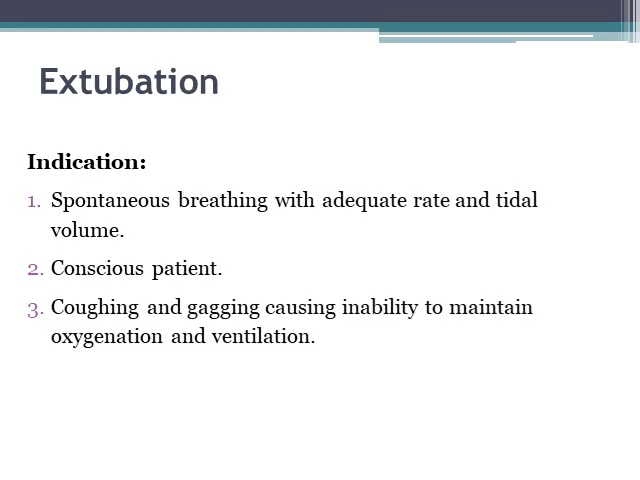 Extubation
Indication:
1. Spontaneous breathing with adequate rate and tidal
volume.
2. Conscious patient.
3. Coughing and gagging causing inability to maintain
oxygenation and ventilation.